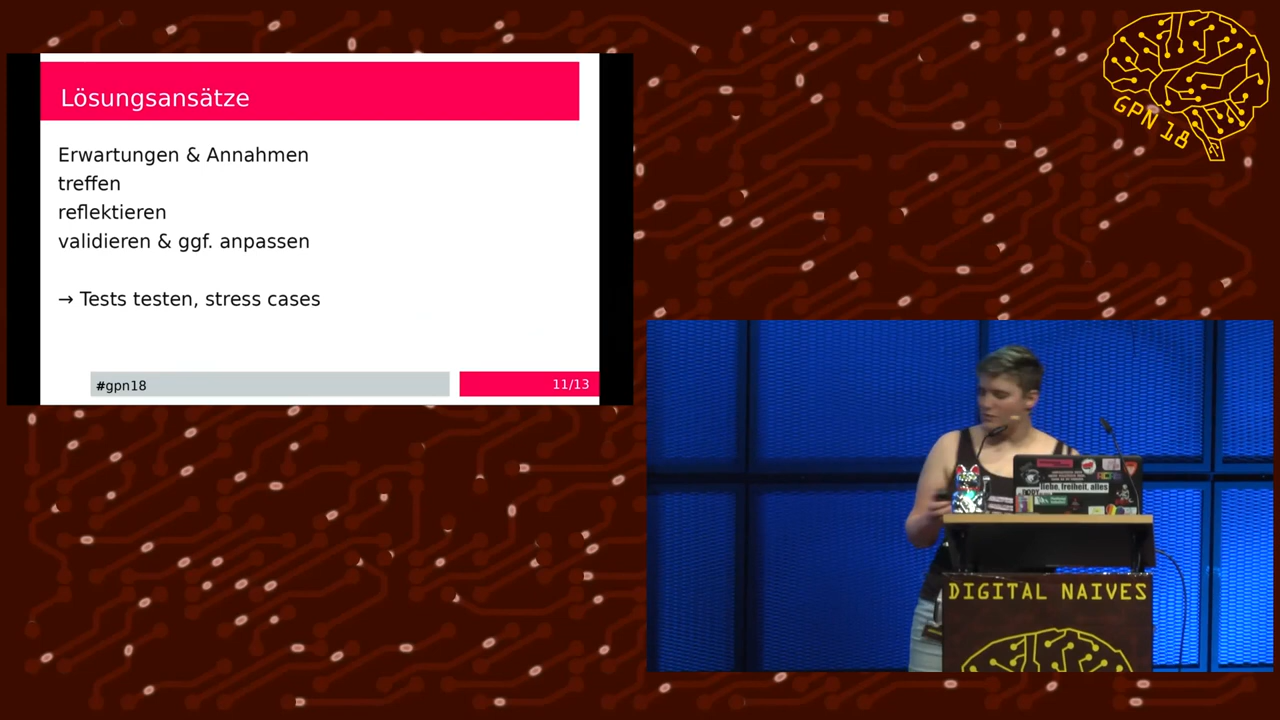 Lösungsansätze
Erwartungen & Annahmen
treffen
reflektieren
validieren & ggf. anpassen
→ Tests testen, stress cases
#gpn18
11/13
GPN 18
liebe, freiheit, alles
DIGITAL NAIVES